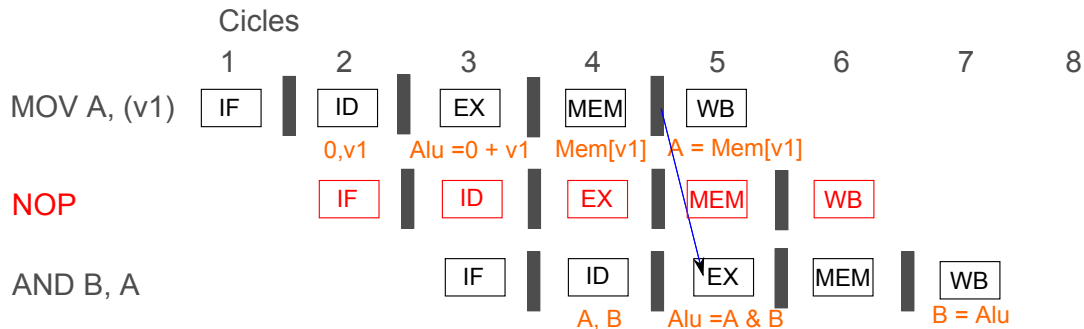 Cicles
1 2 3 4 5 6 7 8
MOV A, (v1) IF ID EX MEM WB
0,v1 Alu =0 + v1 Mem[v1] A = Mem[v1]
NOP IF ID EX MEM WB
AND B, A IF ID EX MEM WB
A, B Alu =A & B B = Alu